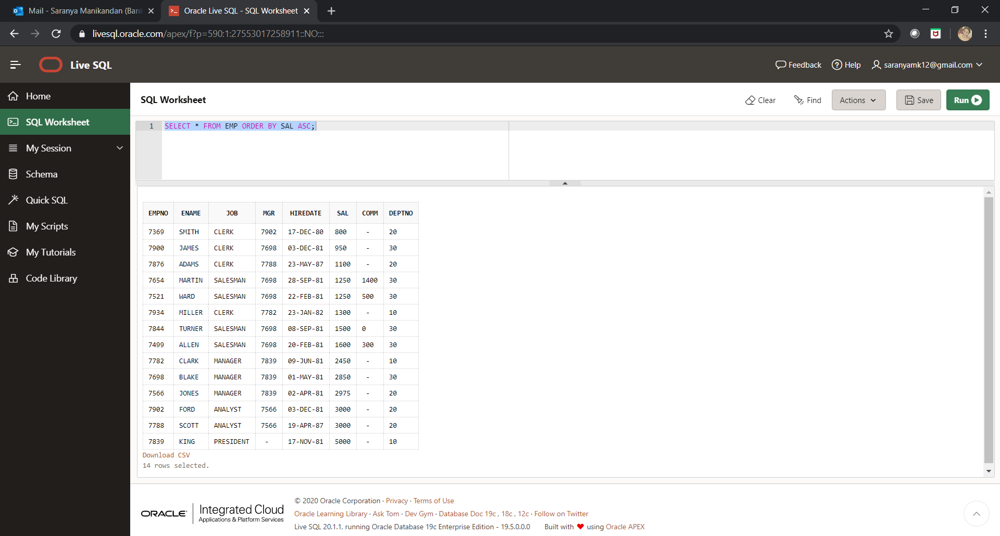 Mail - Saranya Manikandan (Bank
Oracle Live SQL - SQL Worksheet
livesql.oracle.com/apex/f?p=590:1:27553017258911::NO:::
Live SQL
Feedback
Help
saranyamk12@gmail.com
Home
SQL Worksheet
My Session
Schema
Quick SQL
My Scripts
My Tutorials
Code Library
SQL Worksheet
Clear
Find
Actions
Save
Run
1 SELECT * FROM EMP ORDER BY SAL ASC;
EMPNO ENAME JOB MGR HIREDATE SAL COMM DEPTNO
7369 SMITH CLERK 7902 17-DEC-80 800 - 20
7900 JAMES CLERK 7698 03-DEC-81 950 - 30
7876 ADAMS CLERK 7788 23-MAY-87 1100 - 20
7654 MARTIN SALESMAN 7698 28-SEP-81 1250 1400 30
7521 WARD SALESMAN 7698 22-FEB-81 1250 500 30
7934 MILLER CLERK 7782 23-JAN-82 1300 - 10
7844 TURNER SALESMAN 7698 08-SEP-81 1500 0 30
7499 ALLEN SALESMAN 7698 20-FEB-81 1600 300 30
7782 CLARK MANAGER 7839 09-JUN-81 2450 - 10
7698 BLAKE MANAGER 7839 01-MAY-81 2850 - 30
7566 JONES MANAGER 7839 02-APR-81 2975 - 20
7902 FORD ANALYST 7566 03-DEC-81 3000 - 20
7788 SCOTT ANALYST 7566 19-APR-87 3000 - 20
7839 KING PRESIDENT - 17-NOV-81 5000 - 10
Download CSV
14 rows selected.
ORACLE
Integrated Cloud
Applications & Platform Services
© 2020 Oracle Corporation · Privacy · Terms of Use
Oracle Learning Library · Ask Tom · Dev Gym · Database Doc 19c, 18c, 12c · Follow on Twitter
Live SQL 20.1.1, running Oracle Database 19c Enterprise Edition - 19.5.0.0.0 Built with ❤ using Oracle APEX